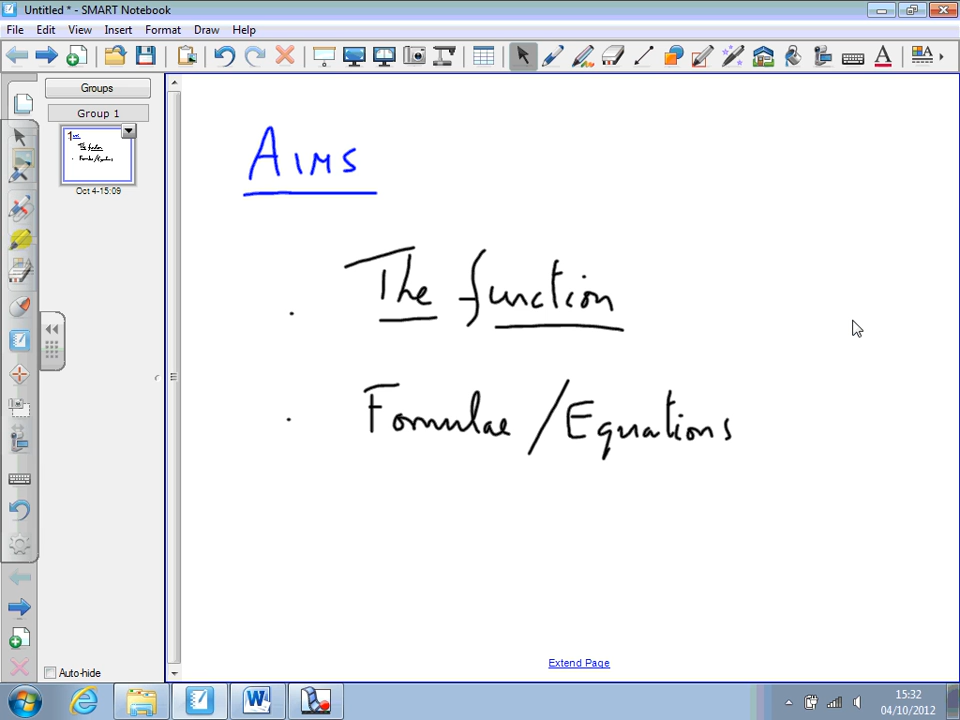 Untitled * - SMART Notebook
File Edit View Insert Format Draw Help
Groups
Group 1
Oct 4-15:09
Aims
The function
Formulae/Equations
Extend Page
Auto-hide
15:32
04/10/2012